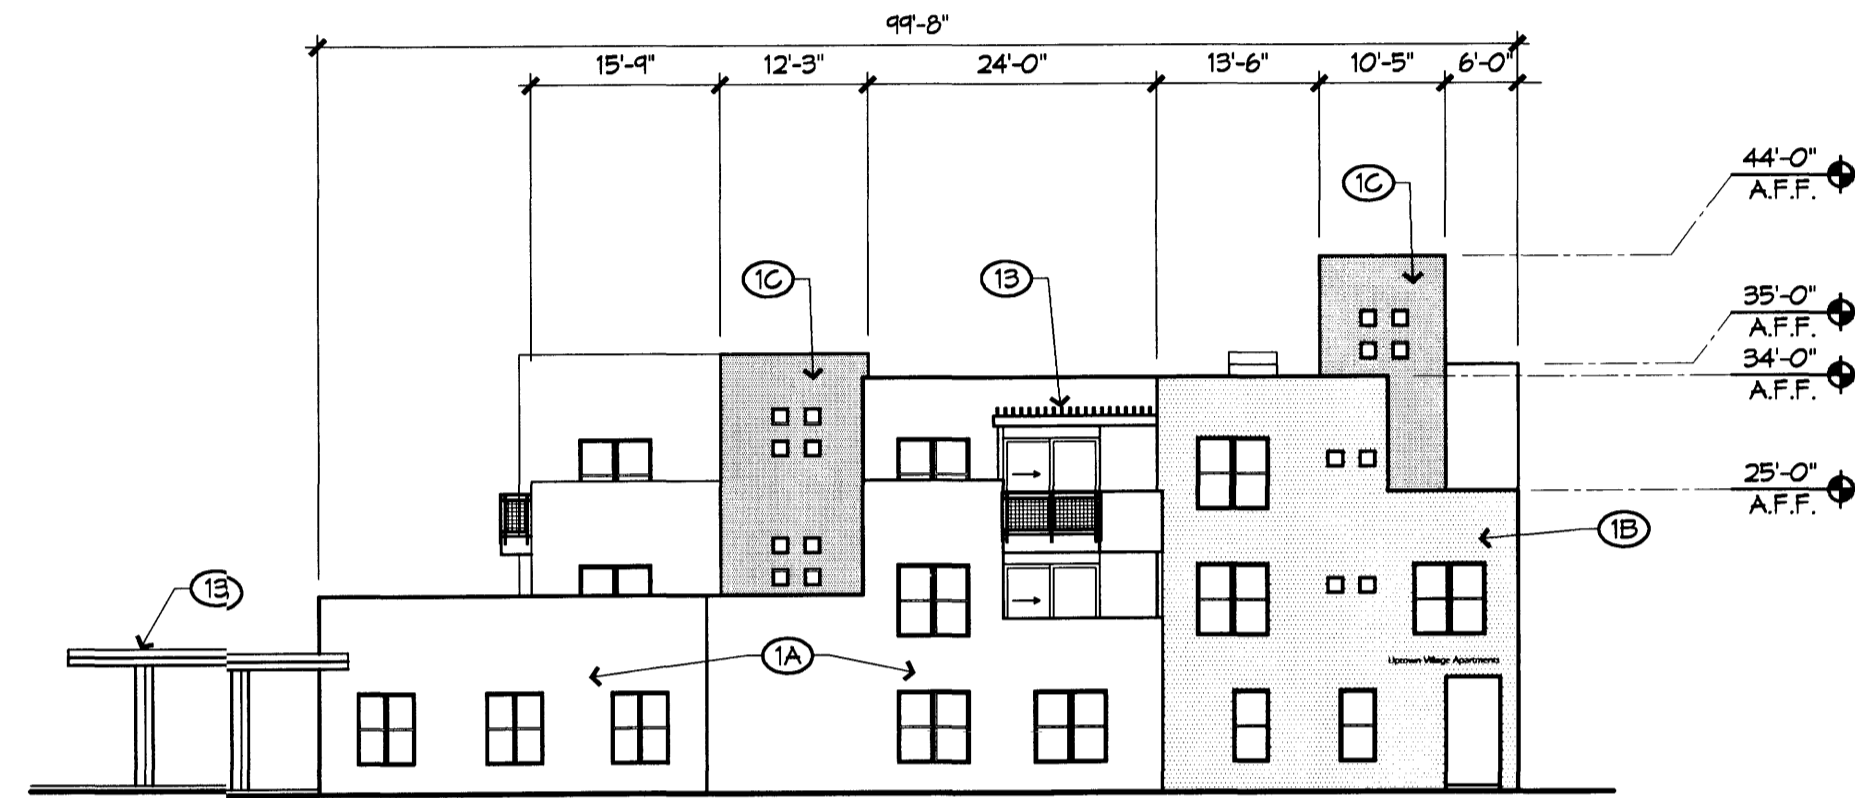 99'-8"
15'-9" 12'-3" 24'-0" 13'-6" 10'-5" 6'-0"
44'-0"
A.F.F.
1C
1C
13
35'-0"
A.F.F.
34'-0"
A.F.F.
25'-0"
A.F.F.
1B
13
1A
Uptown Village Apartments